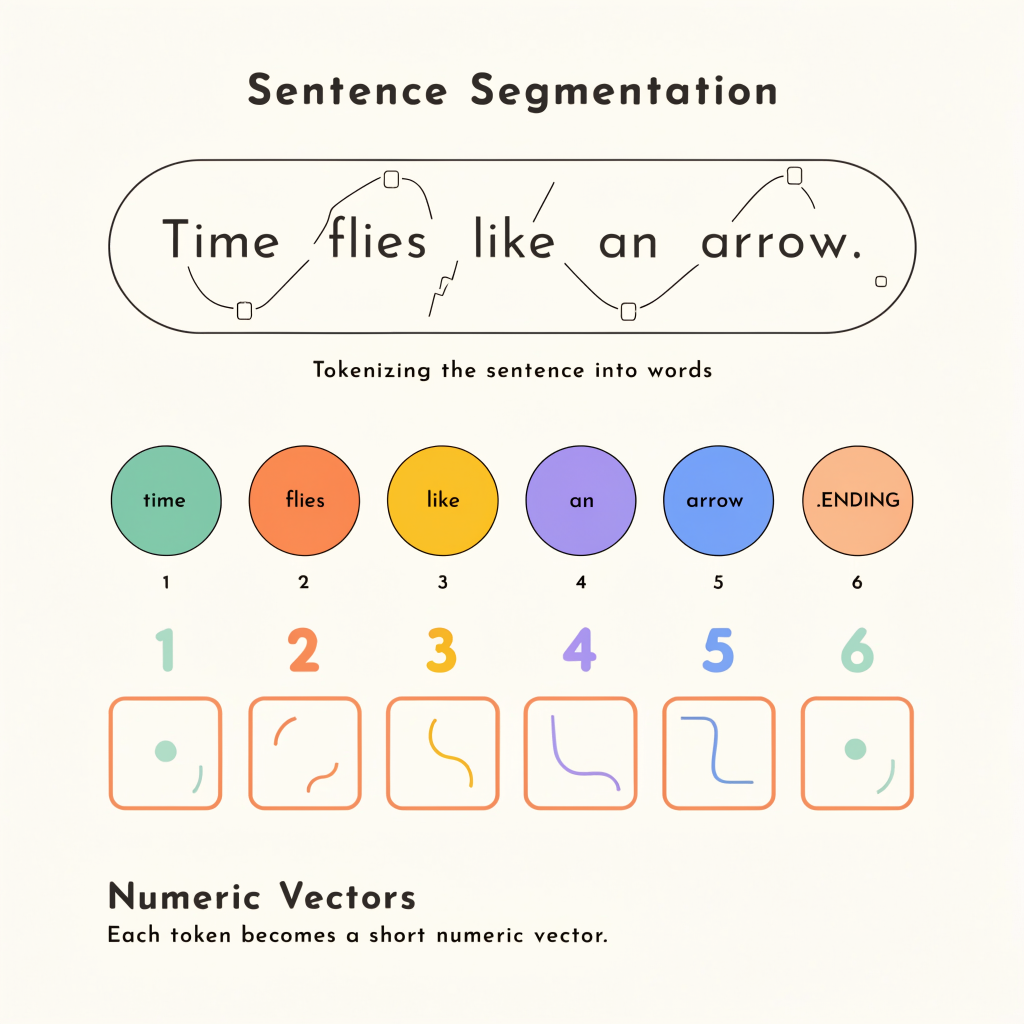 Sentence Segmentation
Time flies like an arrow.
Tokenizing the sentence into words
time flies like an arrow .ENDING
1 2 3 4 5 6
1 2 3 4 5 6
Numeric Vectors
Each token becomes a short numeric vector.